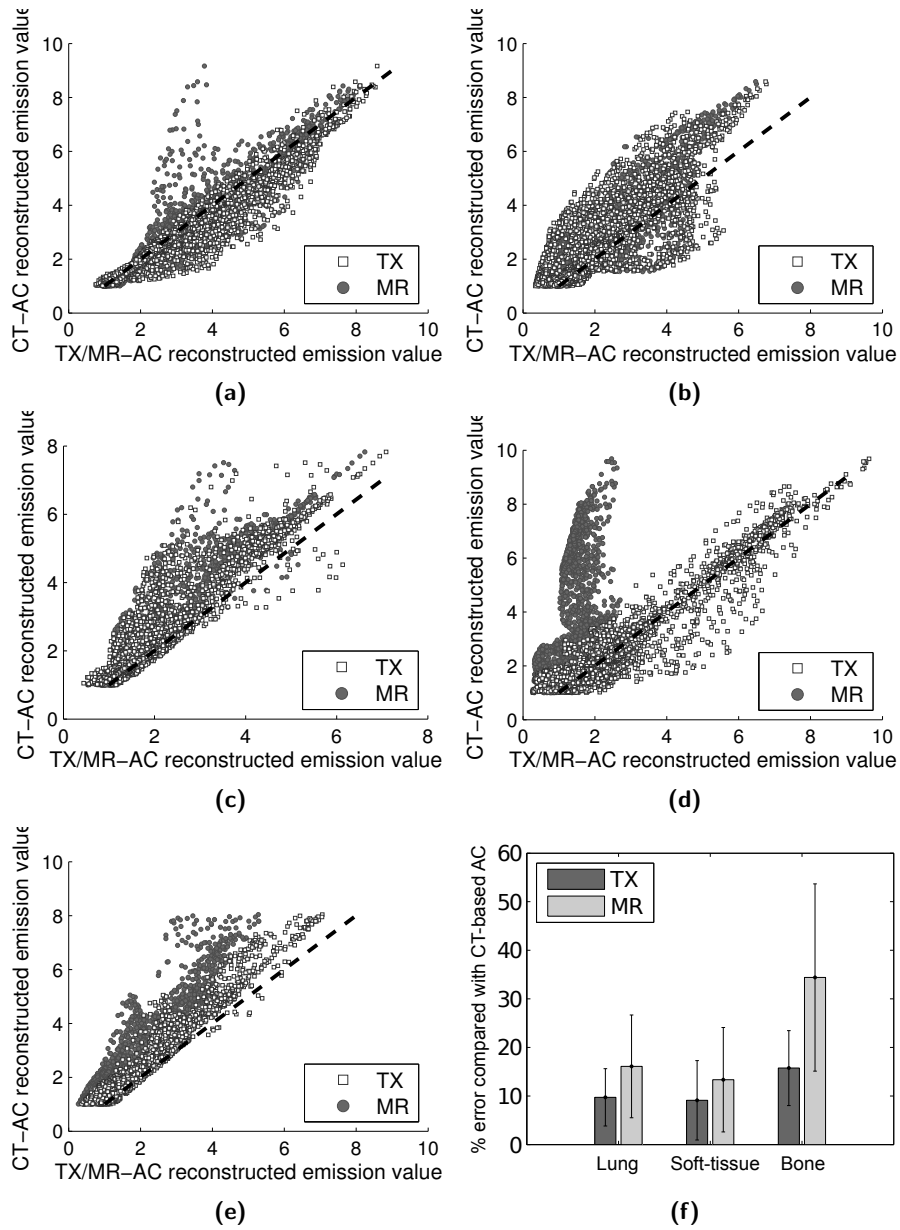 10
8
6
4
2
0
0 2 4 6 8 10
CT−AC reconstructed emission value
TX/MR−AC reconstructed emission value
TX
MR
(a)
10
8
6
4
2
0
0 2 4 6 8 10
CT−AC reconstructed emission value
TX/MR−AC reconstructed emission value
TX
MR
(b)
8
6
4
2
0
0 2 4 6 8
CT−AC reconstructed emission value
TX/MR−AC reconstructed emission value
TX
MR
(c)
10
8
6
4
2
0
0 2 4 6 8 10
CT−AC reconstructed emission value
TX/MR−AC reconstructed emission value
TX
MR
(d)
10
8
6
4
2
0
0 2 4 6 8 10
CT−AC reconstructed emission value
TX/MR−AC reconstructed emission value
TX
MR
(e)
60
50
40
30
20
10
0
% error compared with CT-based AC
TX
MR
Lung Soft-tissue Bone
(f)